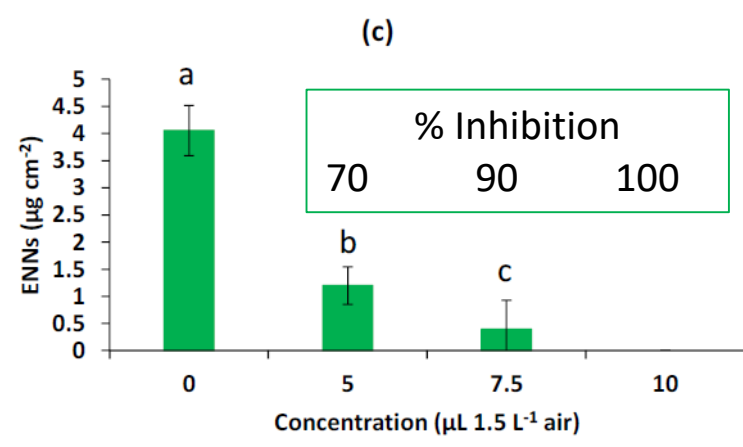 (c)
% Inhibition
70 90 100
ENNs (µg cm⁻²)
5
4.5
4
3.5
3
2.5
2
1.5
1
0.5
0
a
b
c
0 5 7.5 10
Concentration (µL 1.5 L⁻¹ air)